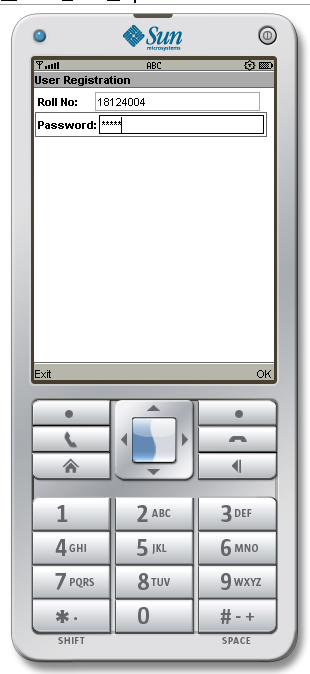 Sun
microsystems
ABC
User Registration
Roll No: 18124004
Password: *****
Exit OK
1 2 ABC 3 DEF
4 GHI 5 JKL 6 MNO
7 PQRS 8 TUV 9 WXYZ
* . 0 # - +
SHIFT SPACE